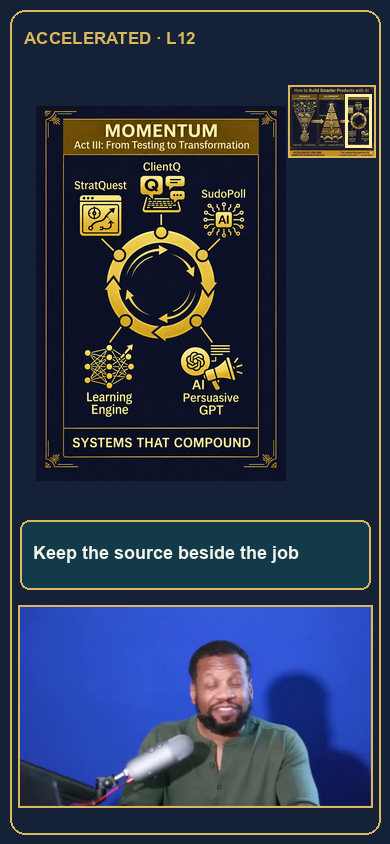 ACCELERATED · L12
How to Build Smarter Products with AI
MOMENTUM
Act III: From Testing to Transformation
ClientQ
StratQuest
Q
SudoPoll
AI
Learning
Engine
AI
Persuasive
GPT
SYSTEMS THAT COMPOUND
Keep the source beside the job